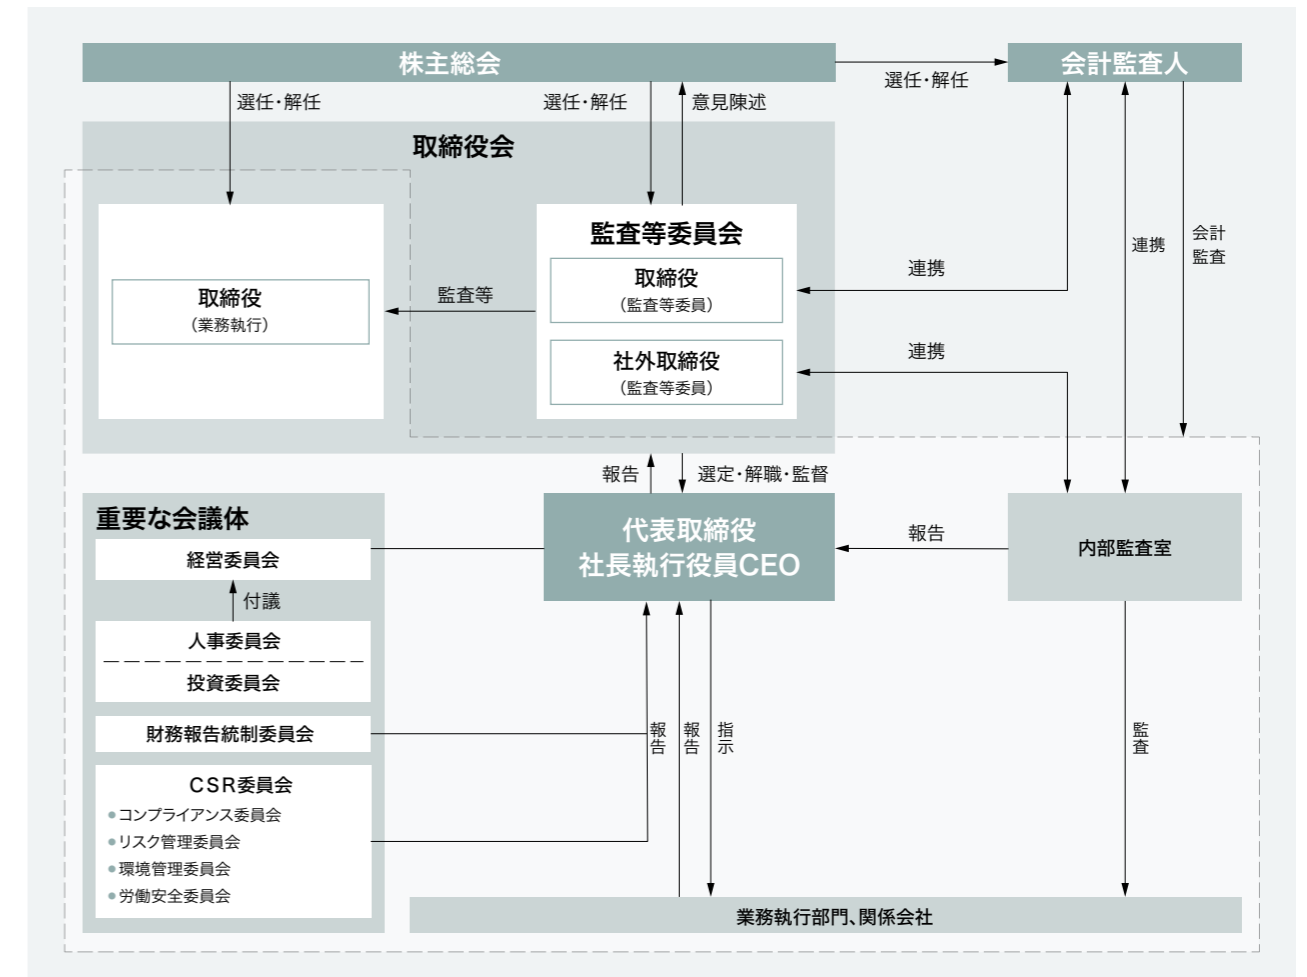 株主総会
会計監査人
選任・解任
選任・解任
意見陳述
選任・解任
取締役会
監査等委員会
取締役
（監査等委員）
社外取締役
（監査等委員）
取締役
（業務執行）
監査等
連携
連携
連携
会計
監査
報告
選定・解職・監督
重要な会議体
経営委員会
付議
人事委員会
投資委員会
財務報告統制委員会
CSR委員会
●コンプライアンス委員会
●リスク管理委員会
●環境管理委員会
●労働安全委員会
代表取締役
社長執行役員CEO
報告
内部監査室
報告
報告
指示
監査
業務執行部門、関係会社